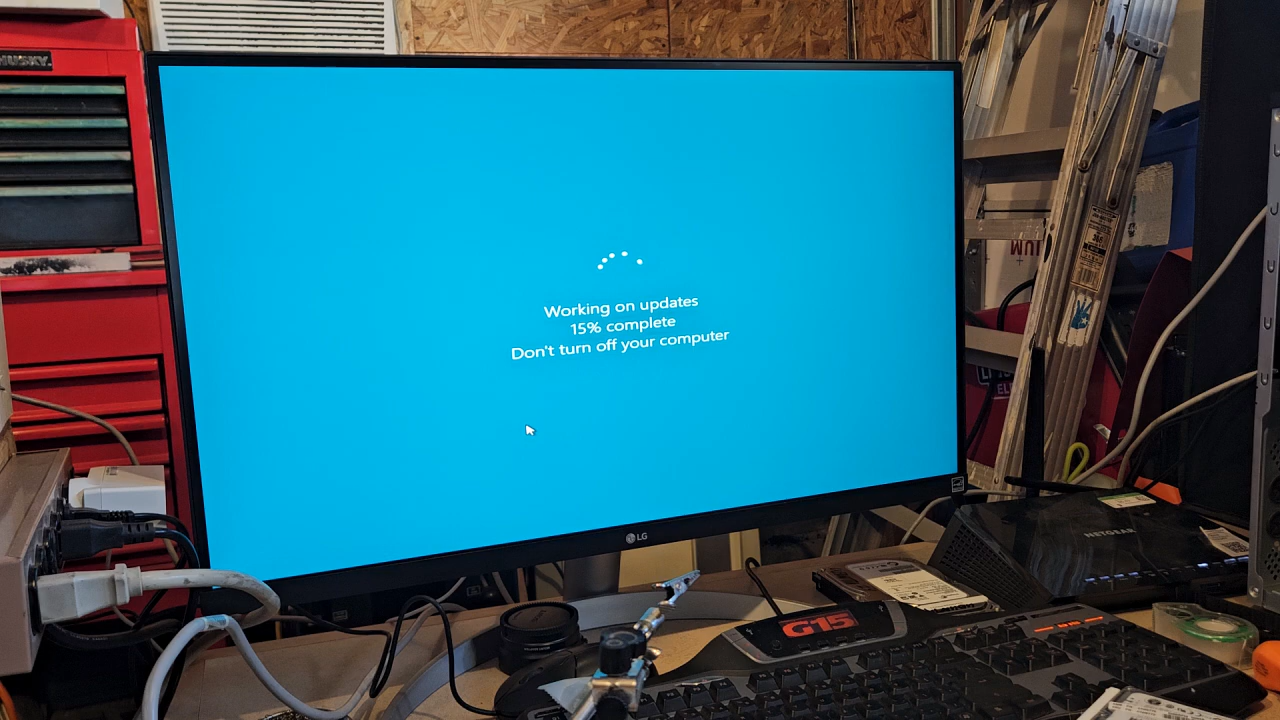 HUSKY.
Working on updates
15% complete
Don't turn off your computer
LG
NETGEAR
G15